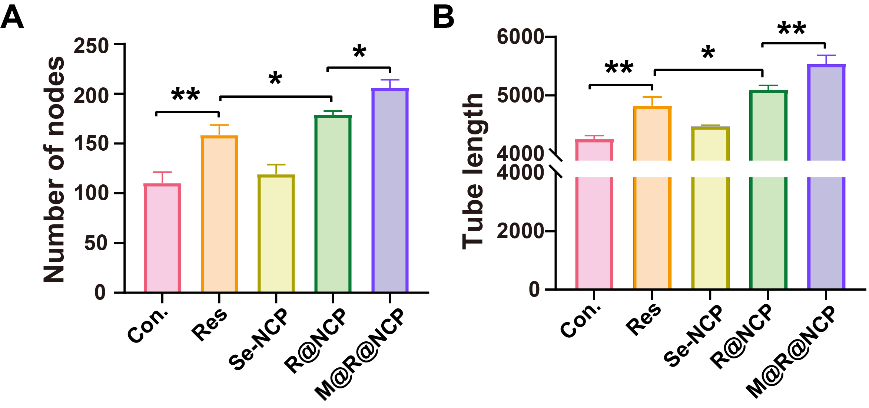 A
Number of nodes
250
200
150
100
50
0
**
*
*
Con.
Res
Se-NCP
R@NCP
M@R@NCP
B
Tube length
6000
5000
4000
4000
2000
0
**
*
**
Con.
Res
Se-NCP
R@NCP
M@R@NCP